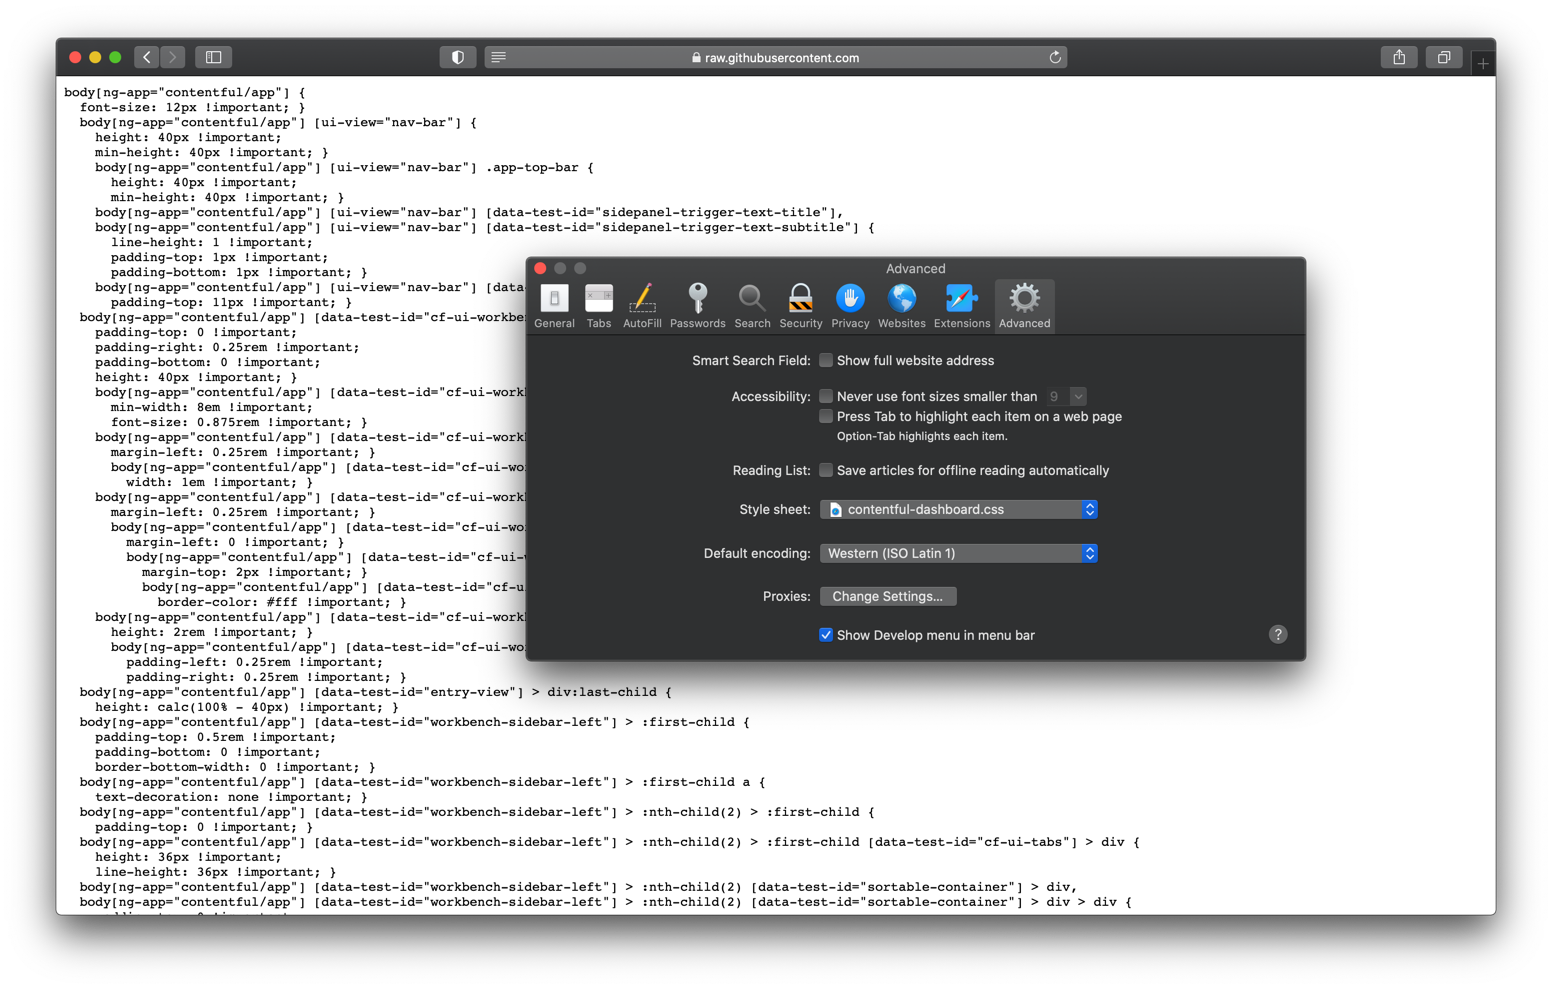 raw.githubusercontent.com
body[ng-app="contentful/app"] {
font-size: 12px !important; }
body[ng-app="contentful/app"] [ui-view="nav-bar"] {
height: 40px !important;
min-height: 40px !important; }
body[ng-app="contentful/app"] [ui-view="nav-bar"] .app-top-bar {
height: 40px !important;
min-height: 40px !important; }
body[ng-app="contentful/app"] [ui-view="nav-bar"] [data-test-id="sidepanel-trigger-text-title"],
body[ng-app="contentful/app"] [ui-view="nav-bar"] [data-test-id="sidepanel-trigger-text-subtitle"] {
line-height: 1 !important;
padding-top: 1px !important;
padding-bottom: 1px !important; }
body[ng-app="contentful/app"] [ui-view="nav-bar"] [da
padding-top: 11px !important; }
body[ng-app="contentful/app"] [data-test-id="cf-ui-workbe
padding-top: 0 !important;
padding-right: 0.25rem !important;
padding-bottom: 0 !important;
height: 40px !important; }
body[ng-app="contentful/app"] [data-test-id="cf-ui-work
min-width: 8em !important;
font-size: 0.875rem !important; }
body[ng-app="contentful/app"] [data-test-id="cf-ui-work
margin-left: 0.25rem !important; }
body[ng-app="contentful/app"] [data-test-id="cf-ui-wo
width: 1em !important; }
body[ng-app="contentful/app"] [data-test-id="cf-ui-work
margin-left: 0.25rem !important; }
body[ng-app="contentful/app"] [data-test-id="cf-ui-wo
margin-left: 0 !important; }
body[ng-app="contentful/app"] [data-test-id="cf-ui-w
margin-top: 2px !important; }
body[ng-app="contentful/app"] [data-test-id="cf-u
border-color: #fff !important; }
body[ng-app="contentful/app"] [data-test-id="cf-ui-work
height: 2rem !important; }
body[ng-app="contentful/app"] [data-test-id="cf-ui-wo
padding-left: 0.25rem !important;
padding-right: 0.25rem !important; }
body[ng-app="contentful/app"] [data-test-id="entry-view"] > div:last-child {
height: calc(100% - 40px) !important; }
body[ng-app="contentful/app"] [data-test-id="workbench-sidebar-left"] > :first-child {
padding-top: 0.5rem !important;
padding-bottom: 0 !important;
border-bottom-width: 0 !important; }
body[ng-app="contentful/app"] [data-test-id="workbench-sidebar-left"] > :first-child a {
text-decoration: none !important; }
body[ng-app="contentful/app"] [data-test-id="workbench-sidebar-left"] > :nth-child(2) > :first-child {
padding-top: 0 !important; }
body[ng-app="contentful/app"] [data-test-id="workbench-sidebar-left"] > :nth-child(2) > :first-child [data-test-id="cf-ui-tabs"] > div {
height: 36px !important;
line-height: 36px !important; }
body[ng-app="contentful/app"] [data-test-id="workbench-sidebar-left"] > :nth-child(2) [data-test-id="sortable-container"] > div,
body[ng-app="contentful/app"] [data-test-id="workbench-sidebar-left"] > :nth-child(2) [data-test-id="sortable-container"] > div > div {
Advanced
General Tabs AutoFill Passwords Search Security Privacy Websites Extensions Advanced
Smart Search Field: Show full website address
Accessibility: Never use font sizes smaller than 9
Press Tab to highlight each item on a web page
Option-Tab highlights each item.
Reading List: Save articles for offline reading automatically
Style sheet: contentful-dashboard.css
Default encoding: Western (ISO Latin 1)
Proxies: Change Settings...
Show Develop menu in menu bar
?